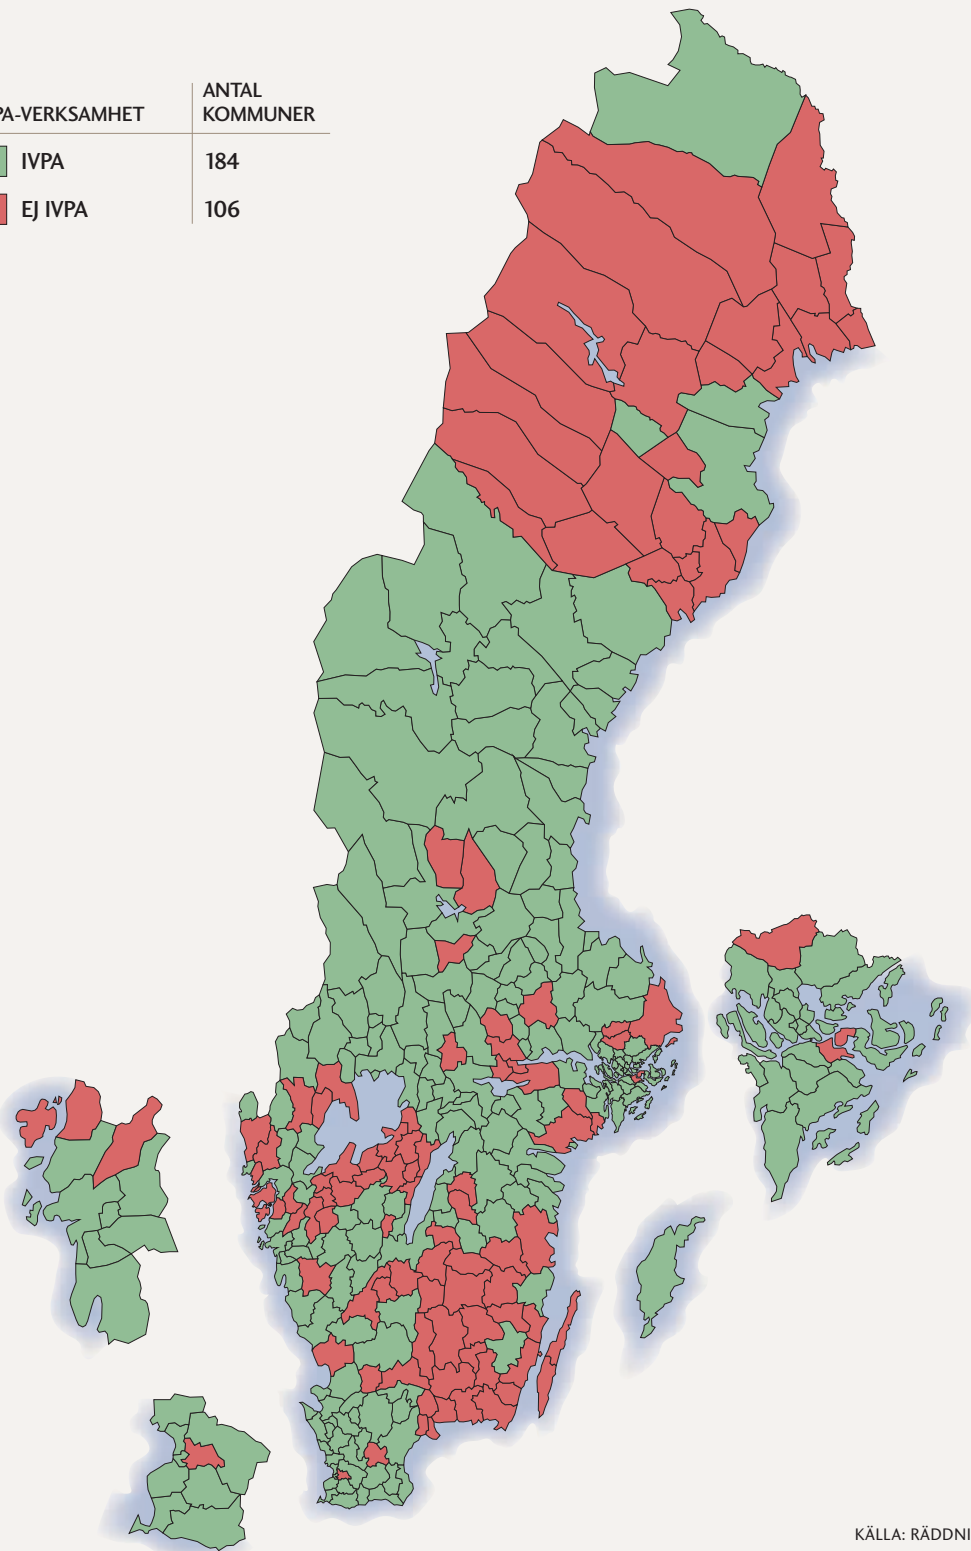 PA-VERKSAMHET
ANTAL
KOMMUNER
IVPA 184
EJ IVPA 106
KÄLLA: RÄDDNI